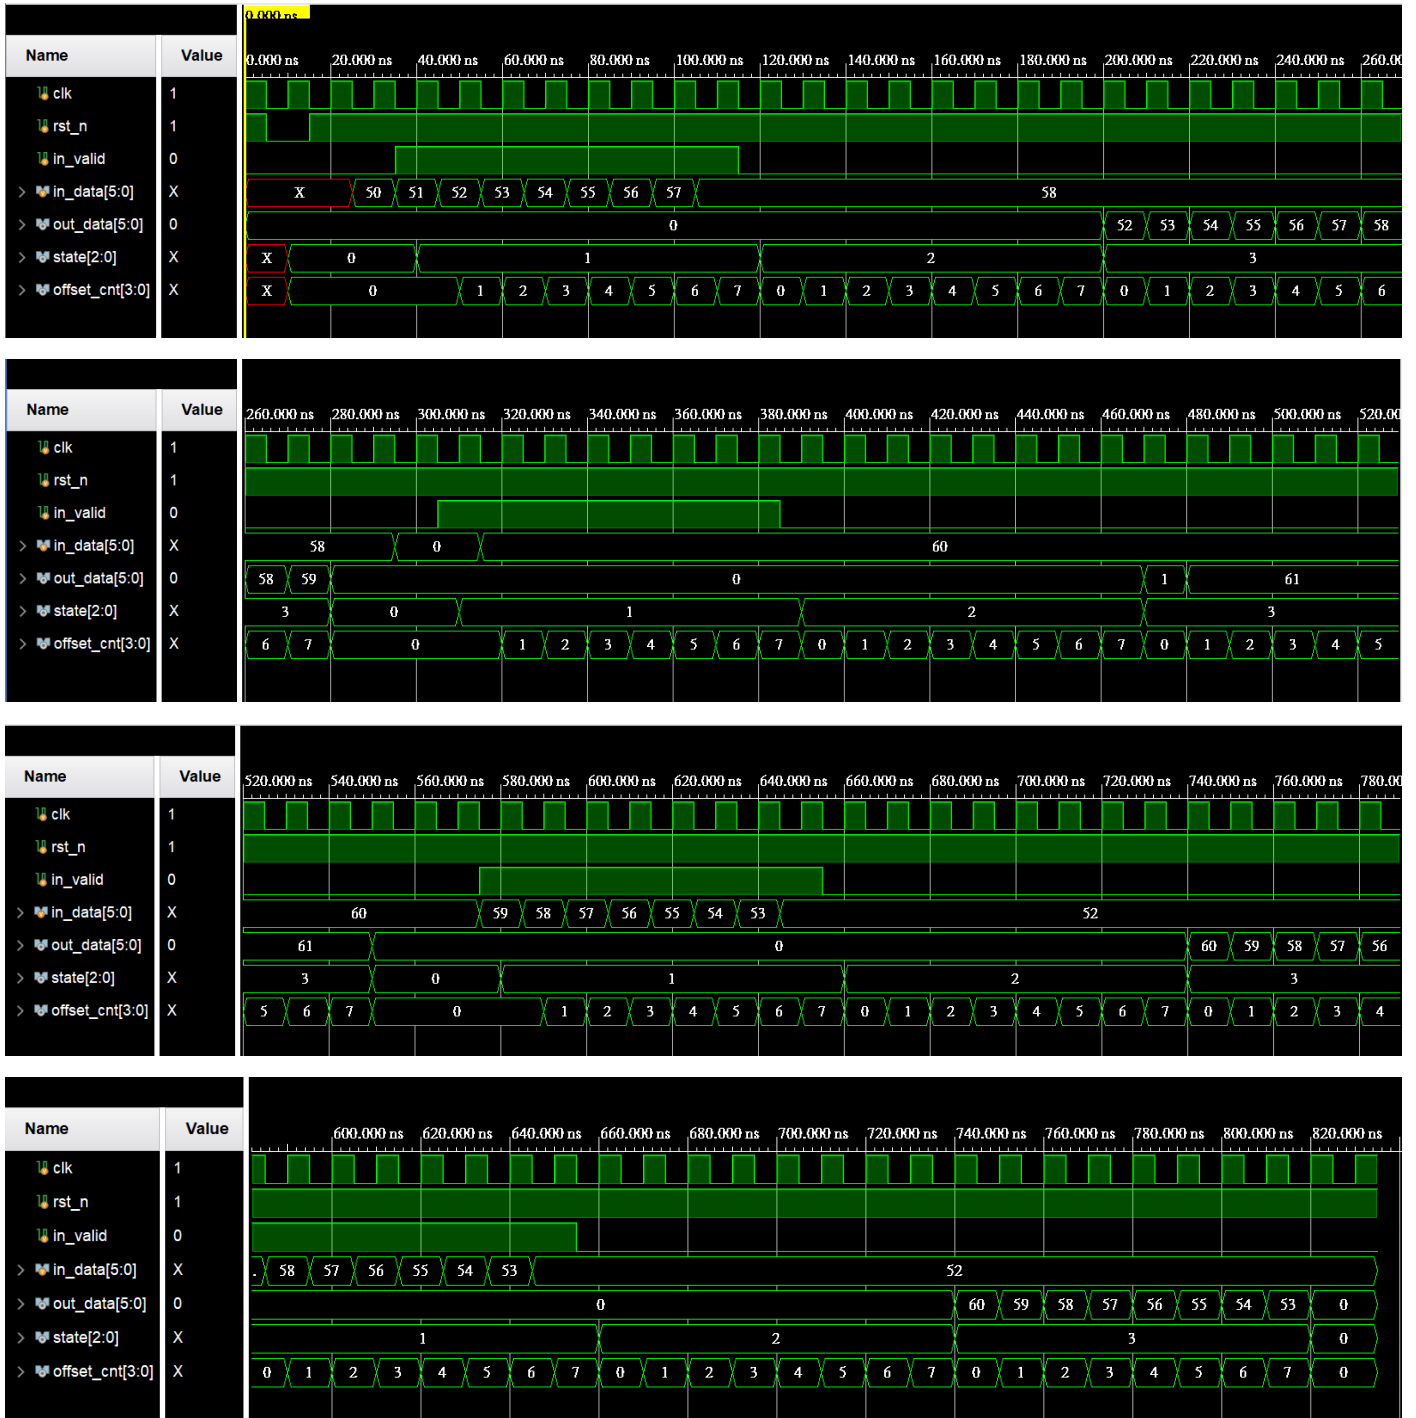 0.000 ns
Name Value 0.000 ns 20.000 ns 40.000 ns 60.000 ns 80.000 ns 100.000 ns 120.000 ns 140.000 ns 160.000 ns 180.000 ns 200.000 ns 220.000 ns 240.000 ns 260.0
clk 1
rst_n 1
in_valid 0
in_data[5:0] X X 50 51 52 53 54 55 56 57 58
out_data[5:0] 0 0 52 53 54 55 56 57 58
state[2:0] X X 0 1 2 3
offset_cnt[3:0] X X 0 1 2 3 4 5 6 7 0 1 2 3 4 5 6 7 0 1 2 3 4 5 6
Name Value 260.000 ns 280.000 ns 300.000 ns 320.000 ns 340.000 ns 360.000 ns 380.000 ns 400.000 ns 420.000 ns 440.000 ns 460.000 ns 480.000 ns 500.000 ns 520.0
clk 1
rst_n 1
in_valid 0
in_data[5:0] X 58 0 60
out_data[5:0] 0 58 59 0 1 61
state[2:0] X 3 0 1 2 3
offset_cnt[3:0] X 6 7 0 1 2 3 4 5 6 7 0 1 2 3 4 5 6 7 0 1 2 3 4 5
Name Value 520.000 ns 540.000 ns 560.000 ns 580.000 ns 600.000 ns 620.000 ns 640.000 ns 660.000 ns 680.000 ns 700.000 ns 720.000 ns 740.000 ns 760.000 ns 780.0
clk 1
rst_n 1
in_valid 0
in_data[5:0] X 60 59 58 57 56 55 54 53 52
out_data[5:0] 0 61 0 60 59 58 57 56
state[2:0] X 3 0 1 2 3
offset_cnt[3:0] X 5 6 7 0 1 2 3 4 5 6 7 0 1 2 3 4 5 6 7 0 1 2 3 4
Name Value 600.000 ns 620.000 ns 640.000 ns 660.000 ns 680.000 ns 700.000 ns 720.000 ns 740.000 ns 760.000 ns 780.000 ns 800.000 ns 820.000 ns
clk 1
rst_n 1
in_valid 0
in_data[5:0] X . 58 57 56 55 54 53 52
out_data[5:0] 0 0 60 59 58 57 56 55 54 53 0
state[2:0] X 1 2 3 0
offset_cnt[3:0] X 0 1 2 3 4 5 6 7 0 1 2 3 4 5 6 7 0 1 2 3 4 5 6 7 0